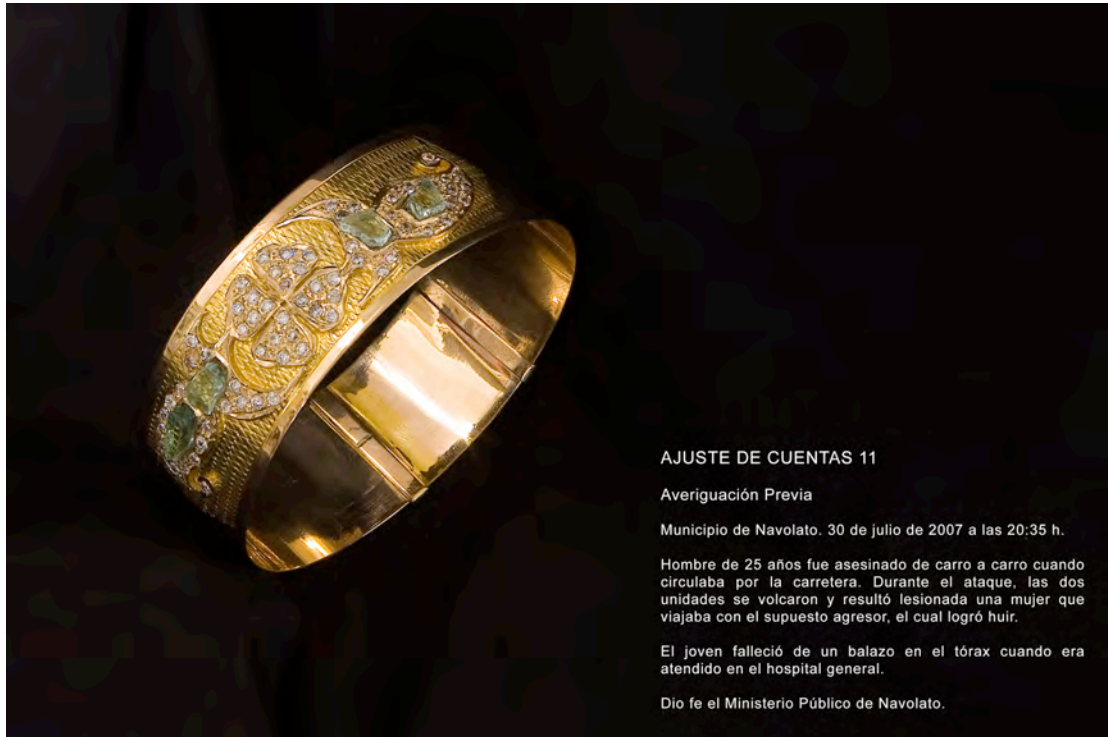 AJUSTE DE CUENTAS 11
Averiguación Previa
Municipio de Navolato. 30 de julio de 2007 a las 20:35 h.
Hombre de 25 años fue asesinado de carro a carro cuando
circulaba por la carretera. Durante el ataque, las dos
unidades se volcaron y resultó lesionada una mujer que
viajaba con el supuesto agresor, el cual logró huir.
El joven falleció de un balazo en el tórax cuando era
atendido en el hospital general.
Dio fe el Ministerio Público de Navolato.